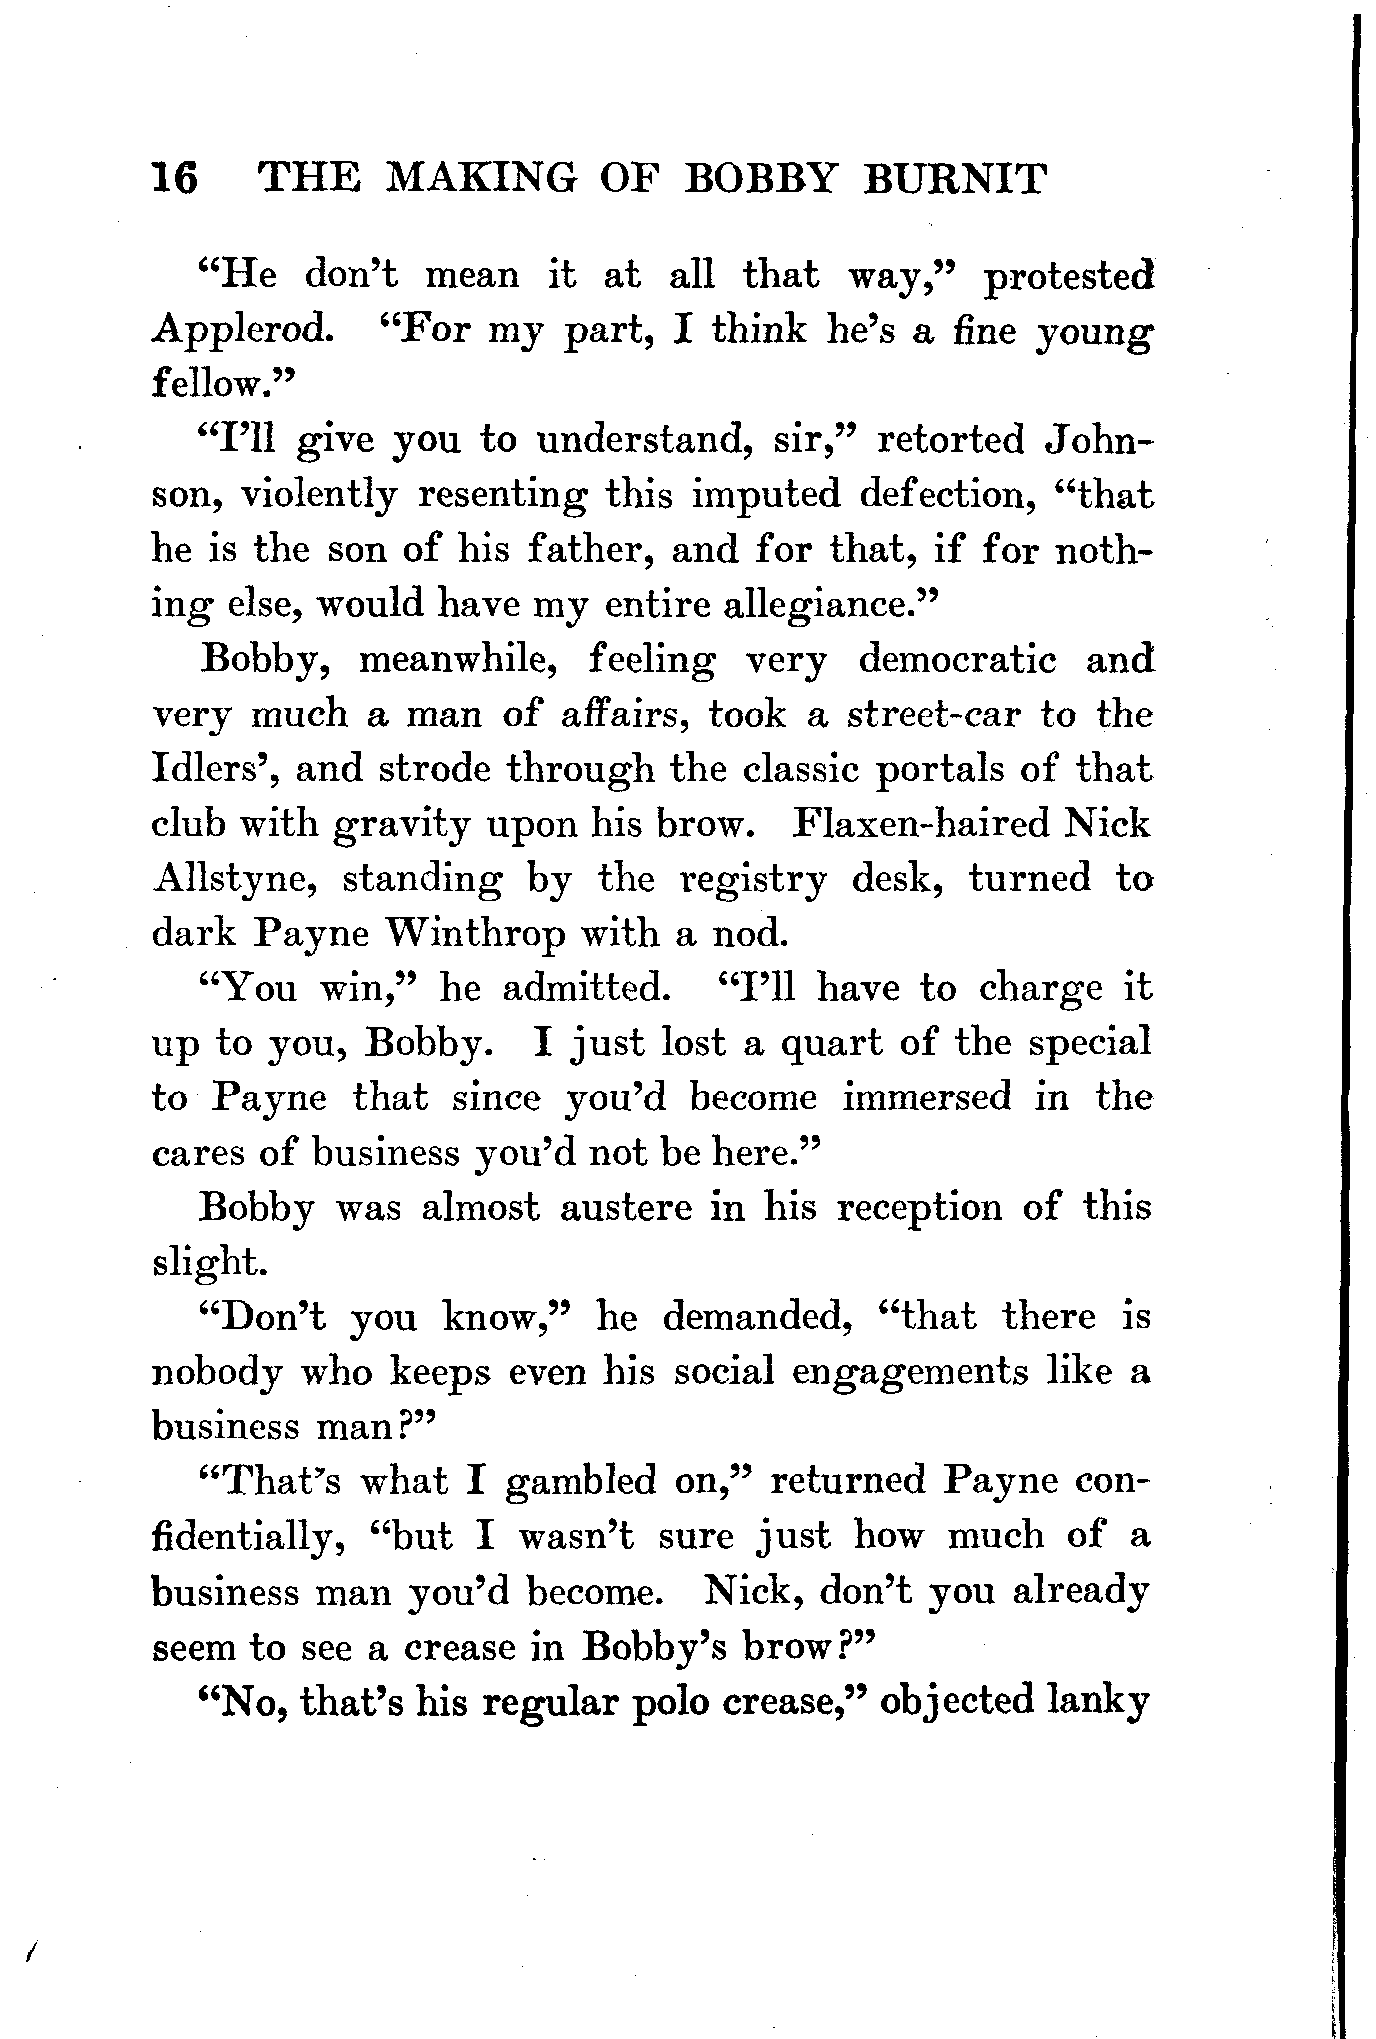 16 THE MAKING OF BOBBY BURNIT
“He don’t mean it at all that way,” protested
Applerod. “For my part, I think he’s a fine young
fellow.”
“I’ll give you to understand, sir,” retorted John-
son, violently resenting this imputed defection, “that
he is the son of his father, and for that, if for noth-
ing else, would have my entire allegiance.”
Bobby, meanwhile, feeling very democratic and
very much a man of affairs, took a street-car to the
Idlers’, and strode through the classic portals of that
club with gravity upon his brow. Flaxen-haired Nick
Allstyne, standing by the registry desk, turned to
dark Payne Winthrop with a nod.
“You win,” he admitted. “I’ll have to charge it
up to you, Bobby. I just lost a quart of the special
to Payne that since you’d become immersed in the
cares of business you’d not be here.”
Bobby was almost austere in his reception of this
slight.
“Don’t you know,” he demanded, “that there is
nobody who keeps even his social engagements like a
business man?”
“That’s what I gambled on,” returned Payne con-
fidentially, “but I wasn’t sure just how much of a
business man you’d become. Nick, don’t you already
seem to see a crease in Bobby’s brow?”
“No, that’s his regular polo crease,” objected lanky